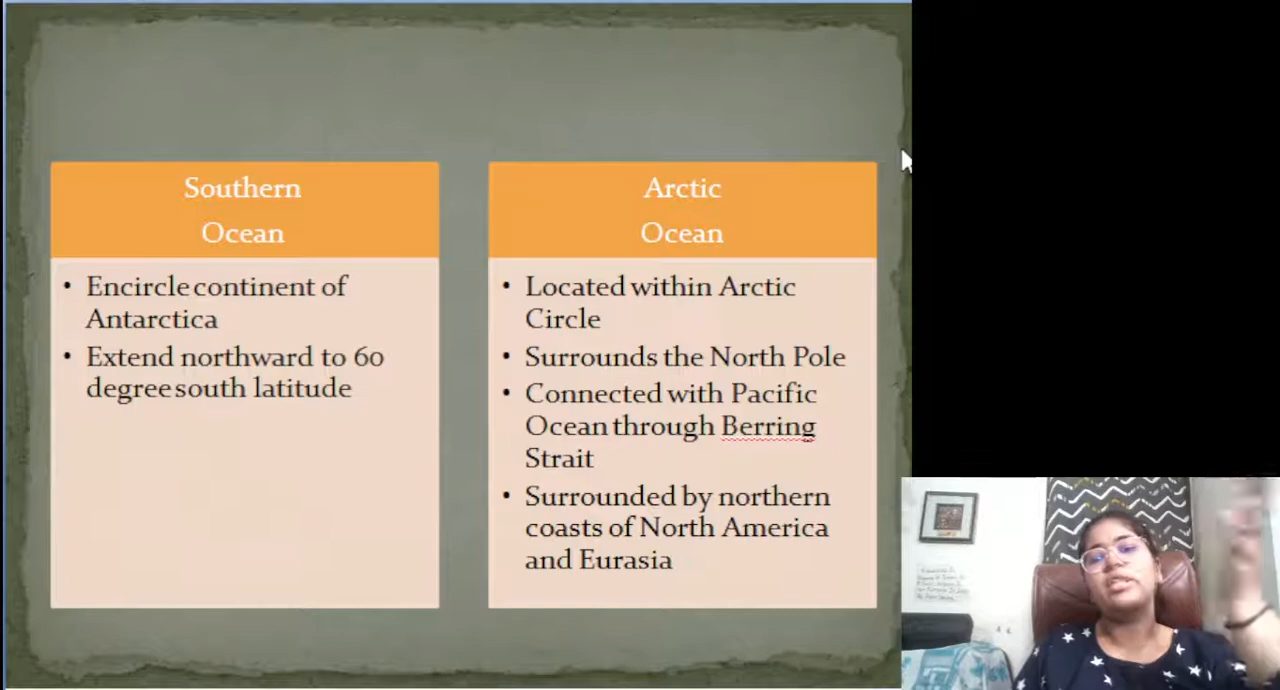 Southern
Ocean
• Encircle continent of
Antarctica
• Extend northward to 60
degree south latitude
Arctic
Ocean
• Located within Arctic
Circle
• Surrounds the North Pole
• Connected with Pacific
Ocean through Berring
Strait
• Surrounded by northern
coasts of North America
and Eurasia